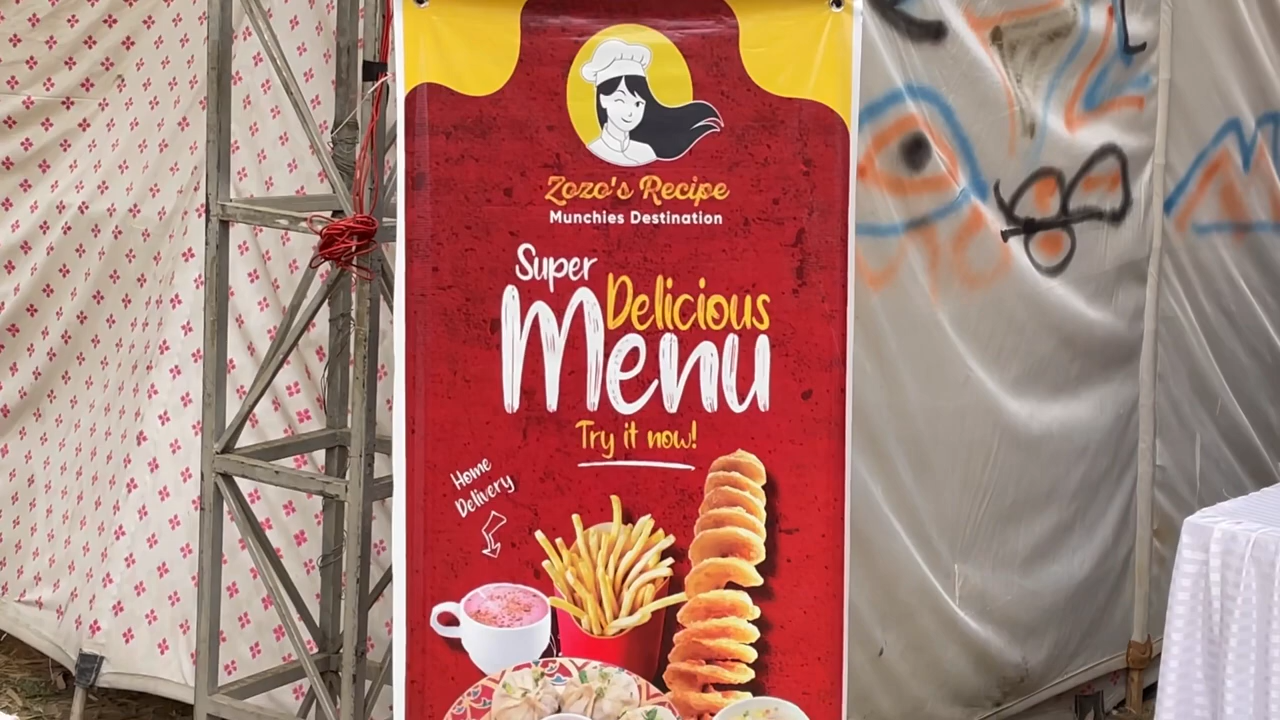 Zozo's Recipe
Munchies Destination
Super
Delicious
Menu
Try it now!
Home
Delivery